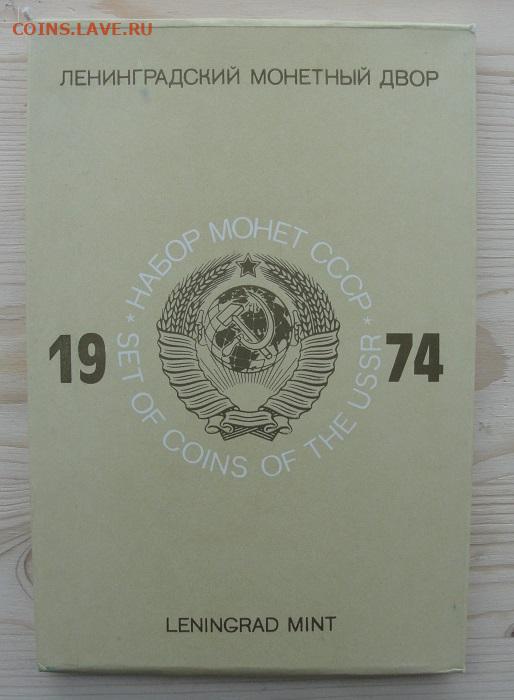 COINS.LAVE.RU
ЛЕНИНГРАДСКИЙ МОНЕТНЫЙ ДВОР
* НАБОР МОНЕТ СССР *
19 74
SET OF COINS OF THE USSR
LENINGRAD MINT